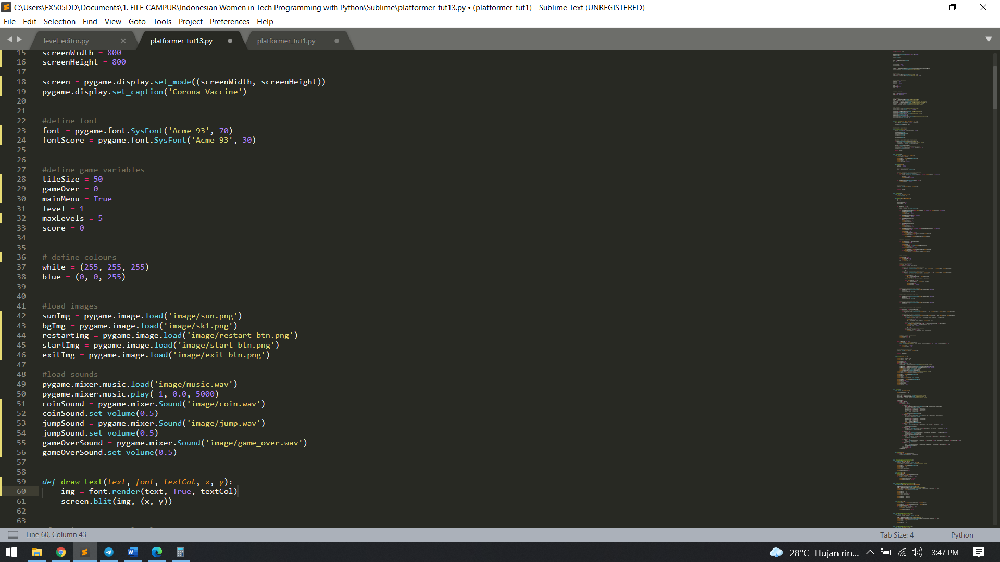 C:\Users\FX505DD\Documents\1. FILE CAMPUR\Indonesian Women in Tech Programming with Python\Sublime\platformer_tut13.py • (platformer_tut1) - Sublime Text (UNREGISTERED)
File Edit Selection Find View Goto Tools Project Preferences Help
level_editor.py platformer_tut13.py platformer_tut1.py
15 screenWidth = 800
16 screenHeight = 800
17
18 screen = pygame.display.set_mode((screenWidth, screenHeight))
19 pygame.display.set_caption('Corona Vaccine')
20
21
22 #define font
23 font = pygame.font.SysFont('Acme 93', 70)
24 fontScore = pygame.font.SysFont('Acme 93', 30)
25
26
27 #define game variables
28 tileSize = 50
29 gameOver = 0
30 mainMenu = True
31 level = 1
32 maxLevels = 5
33 score = 0
34
35
36 # define colours
37 white = (255, 255, 255)
38 blue = (0, 0, 255)
39
40
41 #load images
42 sunImg = pygame.image.load('image/sun.png')
43 bgImg = pygame.image.load('image/sk1.png')
44 restartImg = pygame.image.load('image/restart_btn.png')
45 startImg = pygame.image.load('image/start_btn.png')
46 exitImg = pygame.image.load('image/exit_btn.png')
47
48 #load sounds
49 pygame.mixer.music.load('image/music.wav')
50 pygame.mixer.music.play(-1, 0.0, 5000)
51 coinSound = pygame.mixer.Sound('image/coin.wav')
52 coinSound.set_volume(0.5)
53 jumpSound = pygame.mixer.Sound('image/jump.wav')
54 jumpSound.set_volume(0.5)
55 gameOverSound = pygame.mixer.Sound('image/game_over.wav')
56 gameOverSound.set_volume(0.5)
57
58
59 def draw_text(text, font, textCol, x, y):
60 img = font.render(text, True, textCol)
61 screen.blit(img, (x, y))
62
63
Line 60, Column 43 Tab Size: 4 Python
28°C Hujan rin... 3:47 PM